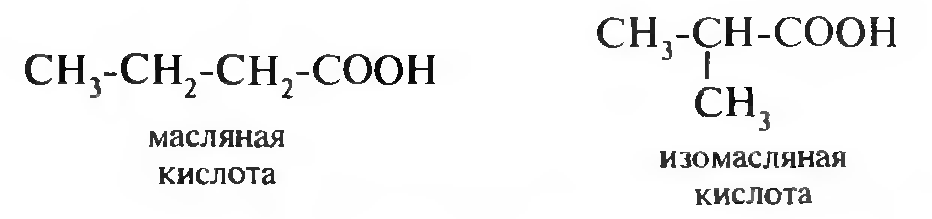 CH₃-CH₂-CH₂-COOH
масляная
кислота
CH₃-CH-COOH
CH₃
изомасляная
кислота